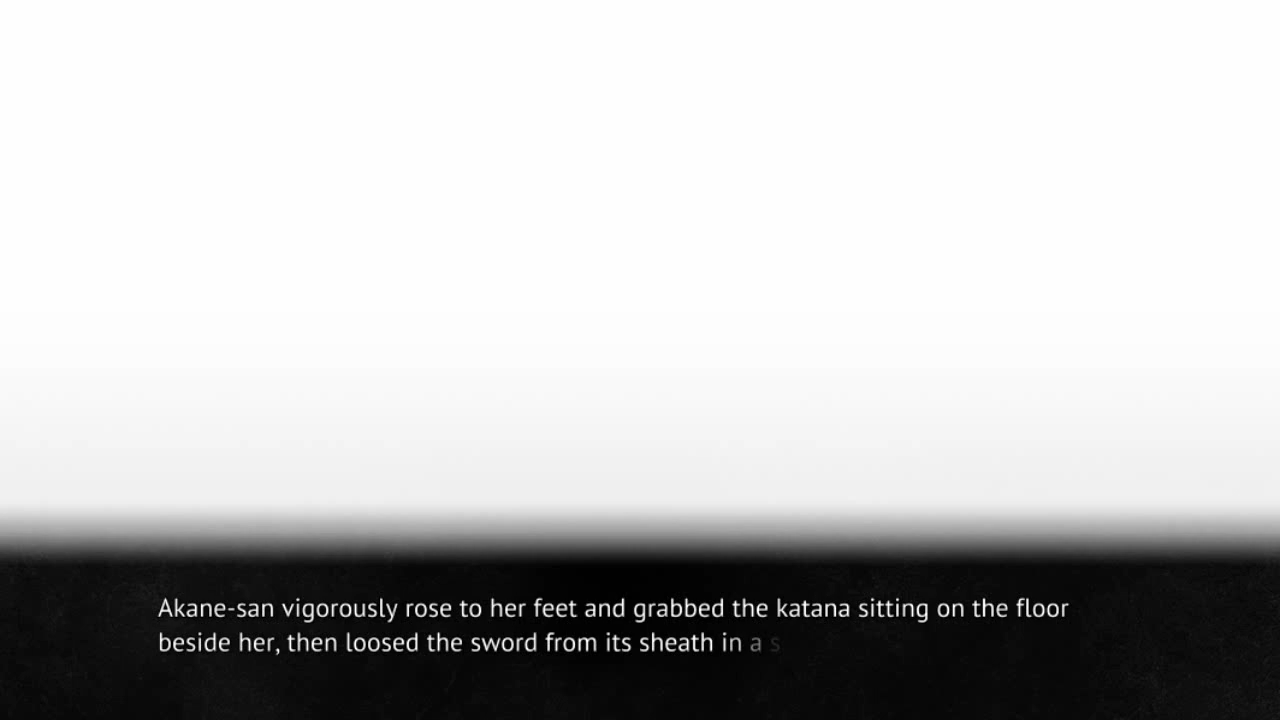 Akane-san vigorously rose to her feet and grabbed the katana sitting on the floor
beside her, then loosed the sword from its sheath in a s